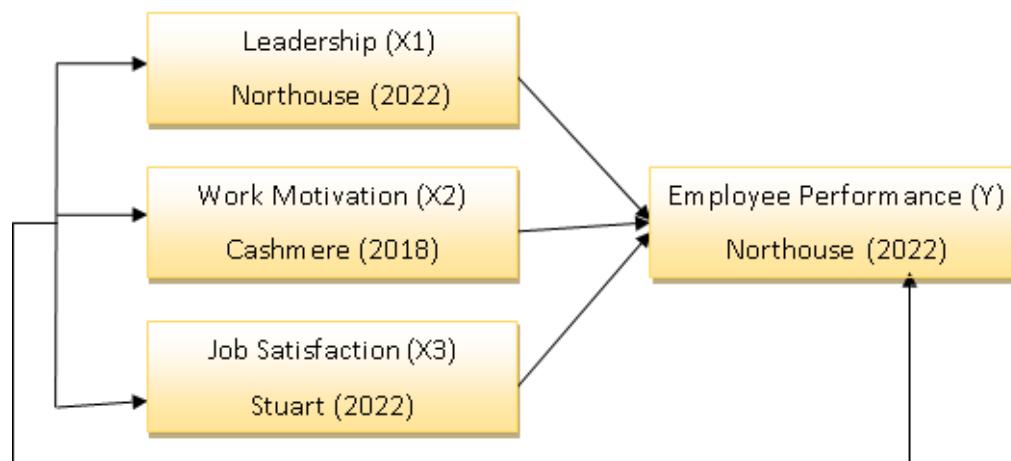 Leadership (X1)
Northouse (2022)
Work Motivation (X2)
Cashmere (2018)
Employee Performance (Y)
Northouse (2022)
Job Satisfaction (X3)
Stuart (2022)